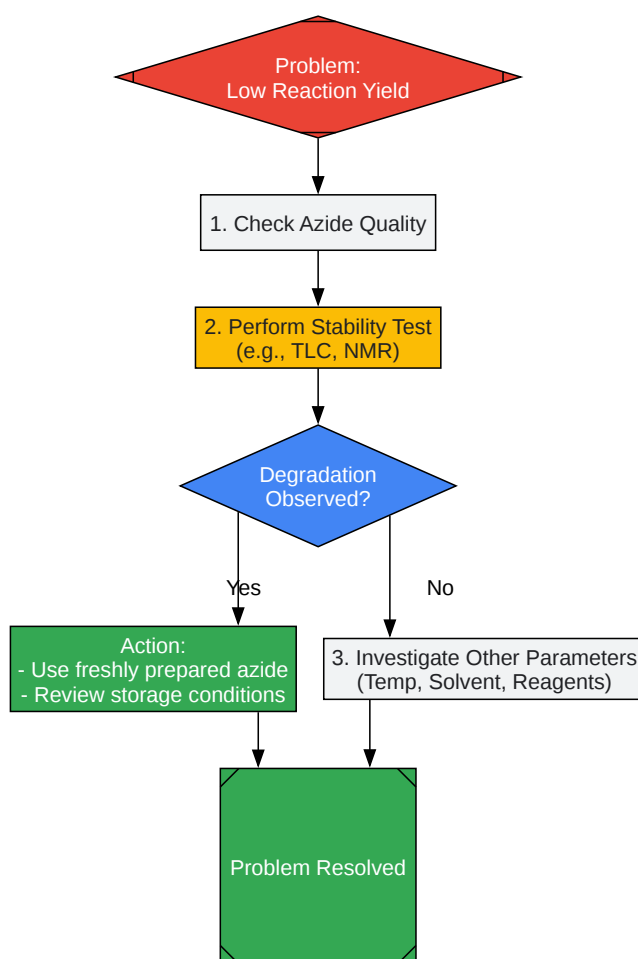 Problem:
Low Reaction Yield
1. Check Azide Quality
2. Perform Stability Test
(e.g., TLC, NMR)
Degradation
Observed?
Yes
No
Action:
- Use freshly prepared azide
- Review storage conditions
3. Investigate Other Parameters
(Temp, Solvent, Reagents)
Problem Resolved